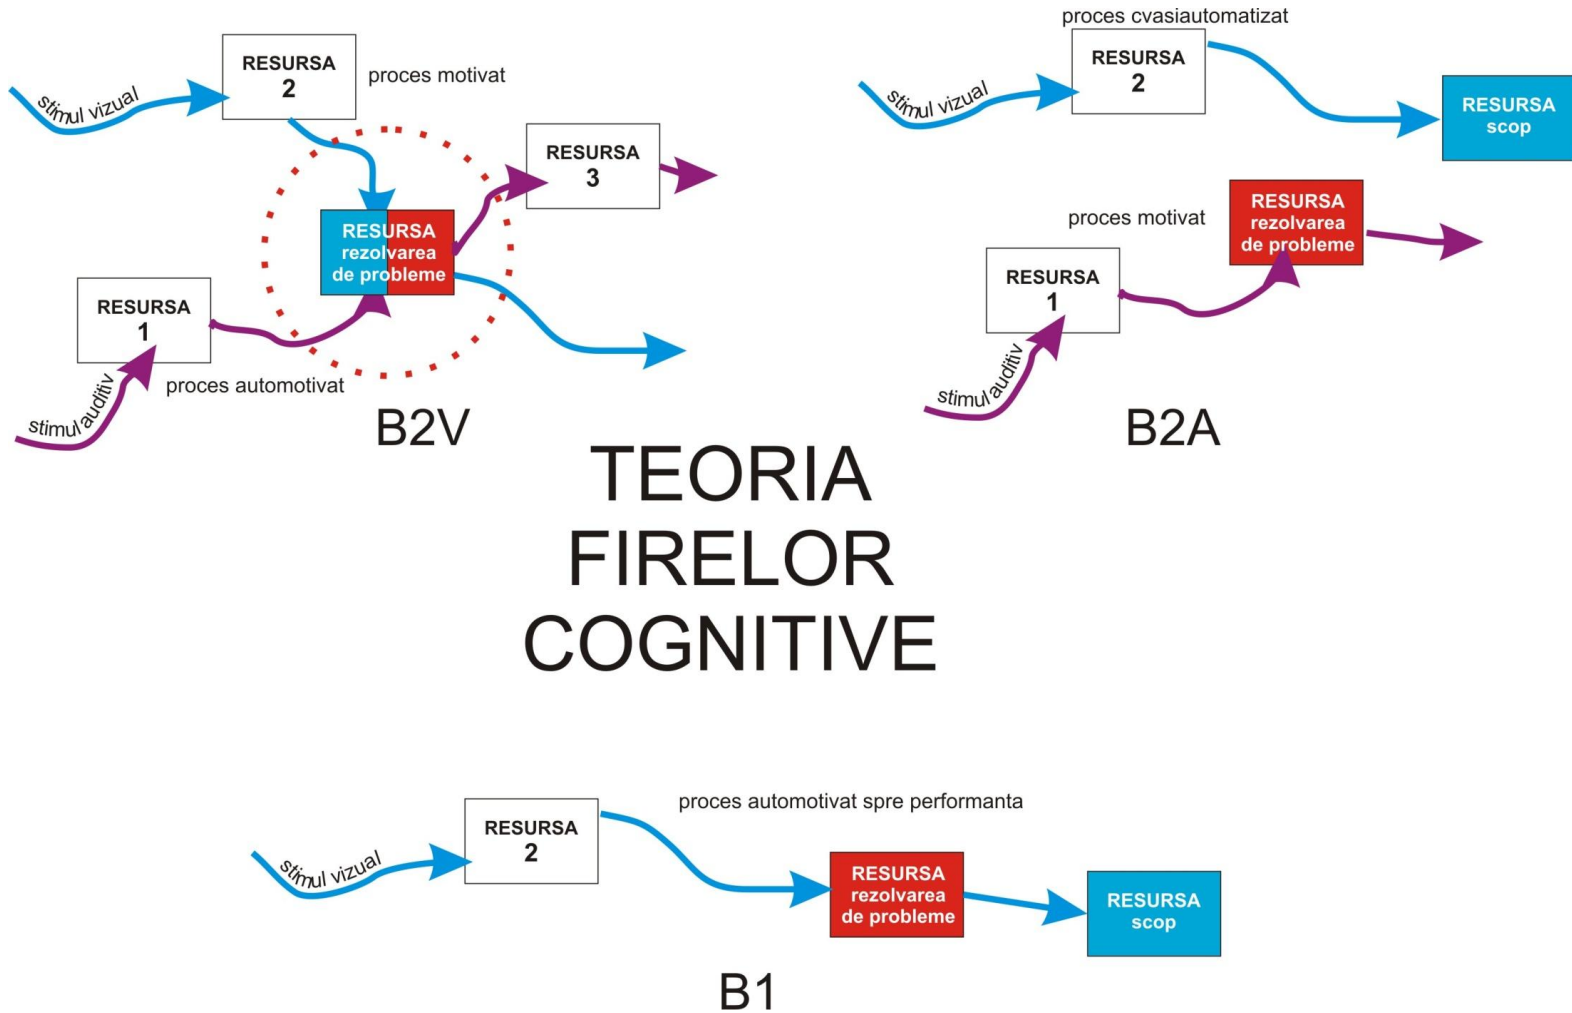 RESURSA
2
proces motivat
stimul vizual
RESURSA
3
RESURSA
rezolvarea
de probleme
RESURSA
1
proces automotivat
stimul auditiv
B2V
proces cvasiautomatizat
RESURSA
2
stimul vizual
RESURSA
scop
proces motivat
RESURSA
rezolvarea
de probleme
RESURSA
1
stimul auditiv
B2A
TEORIA
FIRELOR
COGNITIVE
proces automotivat spre performanta
RESURSA
2
stimul vizual
RESURSA
rezolvarea
de probleme
RESURSA
scop
B1